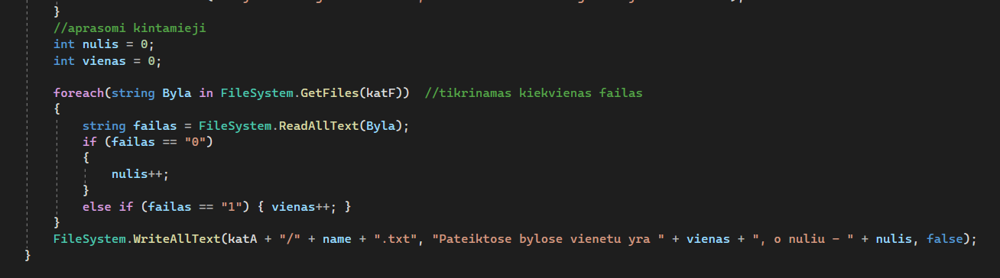 }
//aprasomi kintamieji
int nulis = 0;
int vienas = 0;
foreach(string Byla in FileSystem.GetFiles(katF))  //tikrinamas kiekvienas failas
{
string failas = FileSystem.ReadAllText(Byla);
if (failas == "0")
{
nulis++;
}
else if (failas == "1") { vienas++; }
}
FileSystem.WriteAllText(katA + "/" + name + ".txt", "Pateiktose bylose vienetu yra " + vienas + ", o nuliu - " + nulis, false);
}